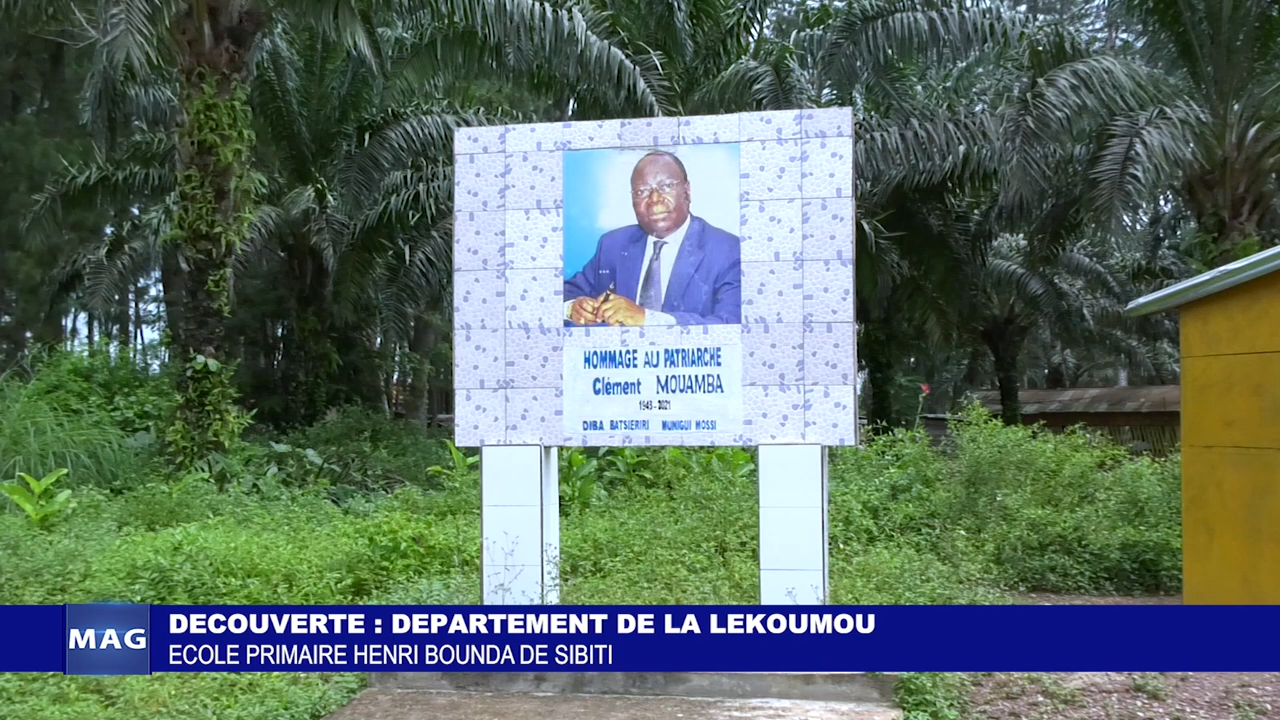 HOMMAGE AU PATRIARCHE
Clément MOUAMBA
1943-2021
DIBA BATSIERIRI MUNIGUI MOSSI
MAG
DECOUVERTE : DEPARTEMENT DE LA LEKOUMOU
ECOLE PRIMAIRE HENRI BOUNDA DE SIBITI